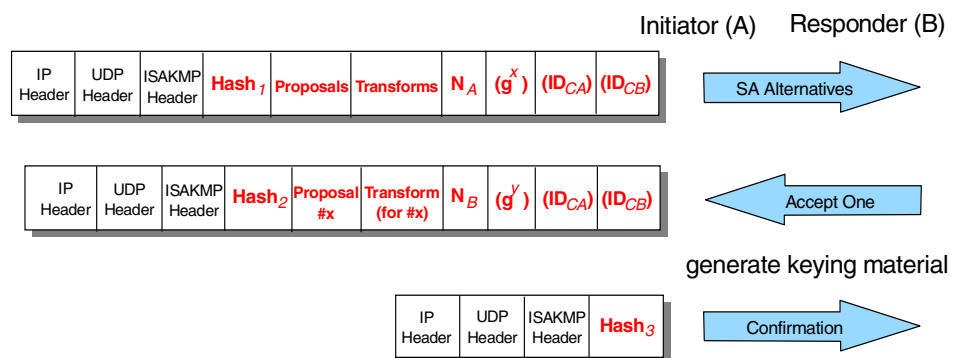 Initiator (A) Responder (B)
IP Header UDP Header ISAKMP Header Hash1 Proposals Transforms NA (g^x) (IDCA) (IDCB)
SA Alternatives
IP Header UDP Header ISAKMP Header Hash2 Proposal #x Transform (for #x) NB (g^y) (IDCA) (IDCB)
Accept One
generate keying material
IP Header UDP Header ISAKMP Header Hash3
Confirmation